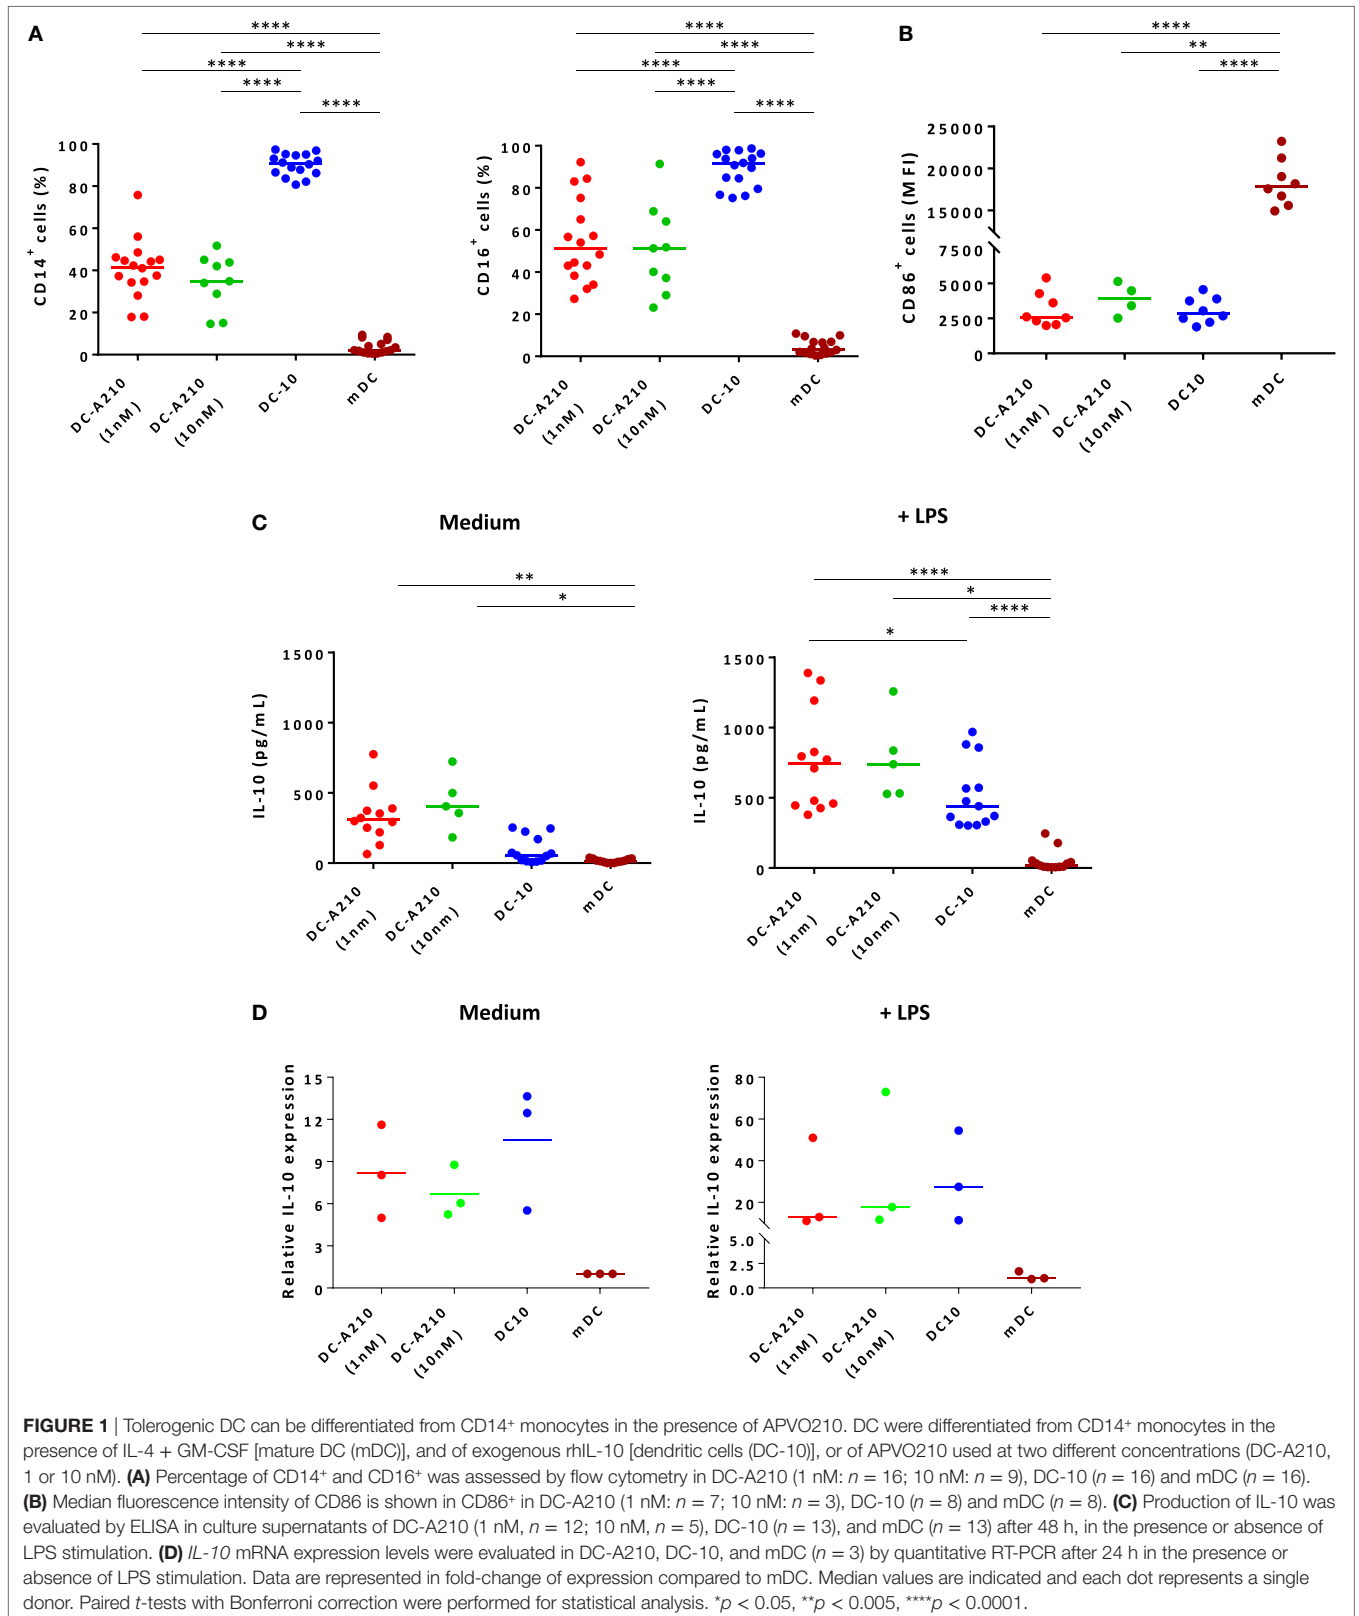 A
****
****
****
****
****
CD14+ cells (%)
100
80
60
40
20
0
DC-A210
(1nM)
DC-A210
(10nM)
DC-10
mDC
****
****
****
****
****
CD16+ cells (%)
100
80
60
40
20
0
DC-A210
(1nM)
DC-A210
(10nM)
DC-10
mDC
B
****
**
****
CD86+ cells (MFI)
25000
20000
15000
7500
5000
2500
0
DC-A210
(1nM)
DC-A210
(10nM)
DC10
mDC
C
Medium
**
*
IL-10 (pg/mL)
1500
1000
500
0
DC-A210
(1nm)
DC-A210
(10nm)
DC-10
mDC
+ LPS
****
*
****
*
IL-10 (pg/mL)
1500
1000
500
0
DC-A210
(1nm)
DC-A210
(10nm)
DC-10
mDC
D
Medium
Relative IL-10 expression
15
12
9
6
3
0
DC-A210
(1nM)
DC-A210
(10nM)
DC10
mDC
+ LPS
Relative IL-10 expression
80
60
40
20
5.0
2.5
0.0
DC-A210
(1nM)
DC-A210
(10nM)
DC10
mDC
FIGURE 1 | Tolerogenic DC can be differentiated from CD14+ monocytes in the presence of APVO210. DC were differentiated from CD14+ monocytes in the
presence of IL-4 + GM-CSF [mature DC (mDC)], and of exogenous rhIL-10 [dendritic cells (DC-10)], or of APVO210 used at two different concentrations (DC-A210,
1 or 10 nM). (A) Percentage of CD14+ and CD16+ was assessed by flow cytometry in DC-A210 (1 nM: n = 16; 10 nM: n = 9), DC-10 (n = 16) and mDC (n = 16).
(B) Median fluorescence intensity of CD86 is shown in CD86+ in DC-A210 (1 nM: n = 7; 10 nM: n = 3), DC-10 (n = 8) and mDC (n = 8). (C) Production of IL-10 was
evaluated by ELISA in culture supernatants of DC-A210 (1 nM, n = 12; 10 nM, n = 5), DC-10 (n = 13), and mDC (n = 13) after 48 h, in the presence or absence of
LPS stimulation. (D) IL-10 mRNA expression levels were evaluated in DC-A210, DC-10, and mDC (n = 3) by quantitative RT-PCR after 24 h in the presence or
absence of LPS stimulation. Data are represented in fold-change of expression compared to mDC. Median values are indicated and each dot represents a single
donor. Paired t-tests with Bonferroni correction were performed for statistical analysis. *p < 0.05, **p < 0.005, ****p < 0.0001.